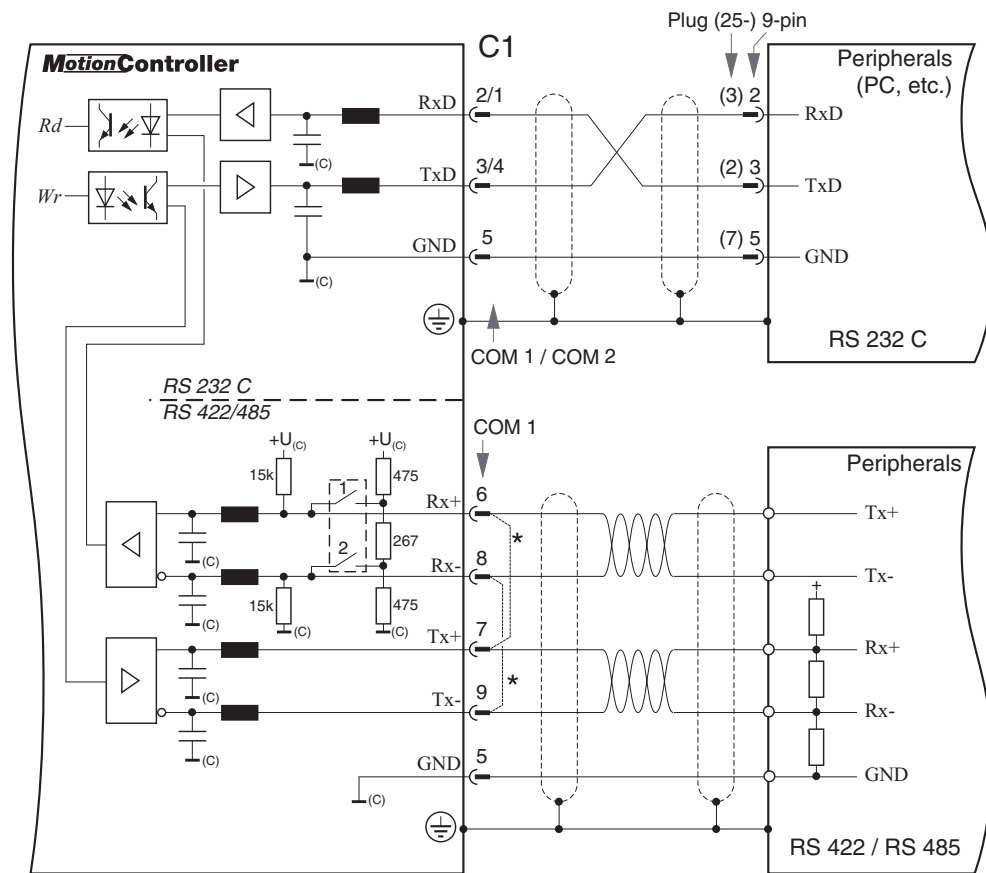 Plug (25-) 9-pin
C1
MotionController
Peripherals
(PC, etc.)
RxD
2/1
(3) 2
RxD
Rd
(C)
TxD
3/4
(2) 3
TxD
Wr
GND
5
(7) 5
GND
(C)
COM 1 / COM 2
RS 232 C
RS 232 C
RS 422/485
COM 1
+U(C)
+U(C)
Peripherals
15k
475
1
Rx+
6
Tx+
*
(C)
267
2
Rx-
8
Tx-
15k
(C)
475
(C)
(C)
+
Tx+
7
Rx+
(C)
*
Tx-
9
Rx-
(C)
GND
5
GND
(C)
RS 422 / RS 485